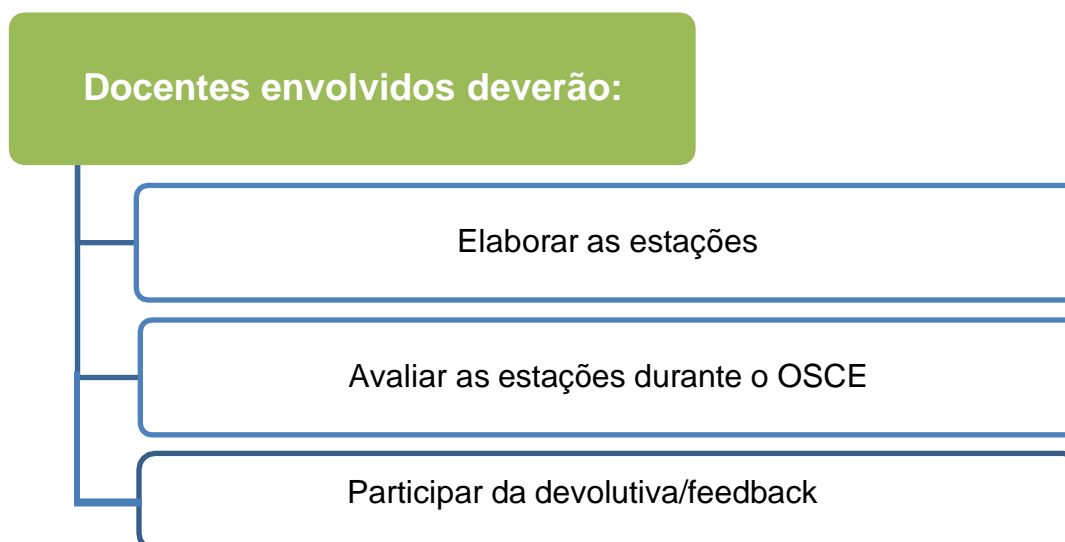 Docentes envolvidos deverão:
Elaborar as estações
Avaliar as estações durante o OSCE
Participar da devolutiva/feedback